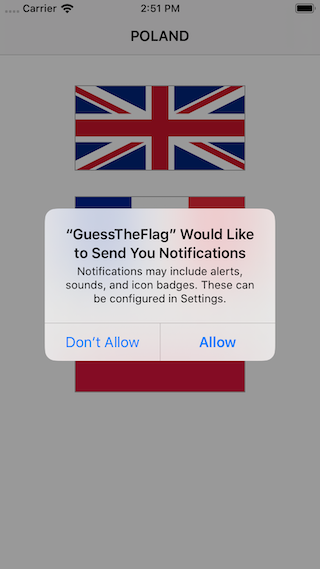 Carrier 2:51 PM
POLAND
“GuessTheFlag” Would Like
to Send You Notifications
Notifications may include alerts,
sounds, and icon badges. These can
be configured in Settings.
Don’t Allow Allow